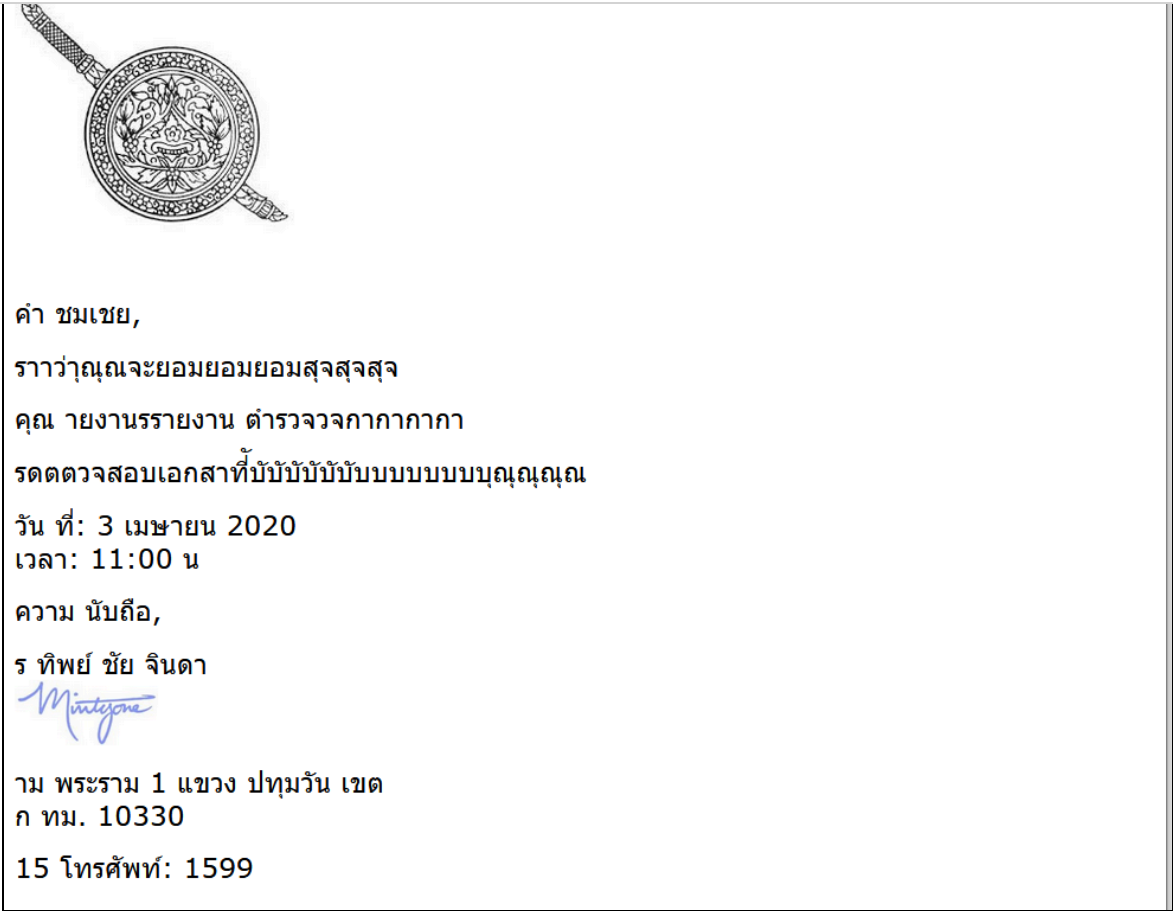 คำ ชมเชย,
ราาว่าุณุณจะยอมยอมยอมสุจสุจสุจ
คุณ ายงานรรายงาน ตำรวจวจกากากากา
รดตตวจสอบเอกสาที่ับับับับับับับบบบบบบบุณุณุณุณ
วัน ที่: 3 เมษายน 2020
เวลา: 11:00 น
ความ นับถือ,
ร ทิพย์ ชัย จินดา
Mintyone
าม พระราม 1 แขวง ปทุมวัน เขต
ก ทม. 10330
15 โทรศัพท์: 1599